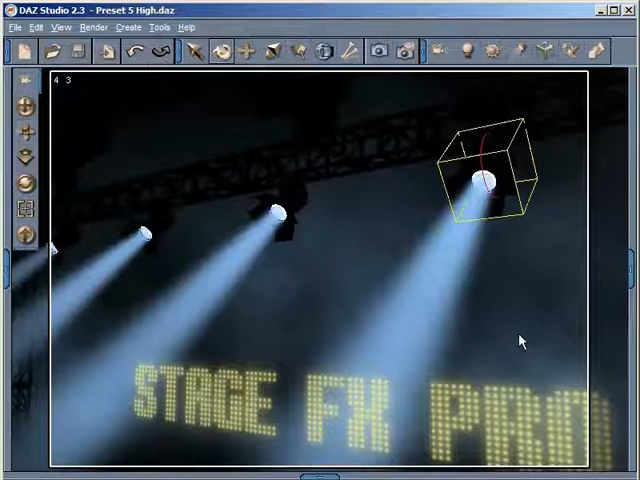 DAZ Studio 2.3 - Preset 5 High.daz
File Edit View Render Create Tools Help
4 3
STAGE FX PRO